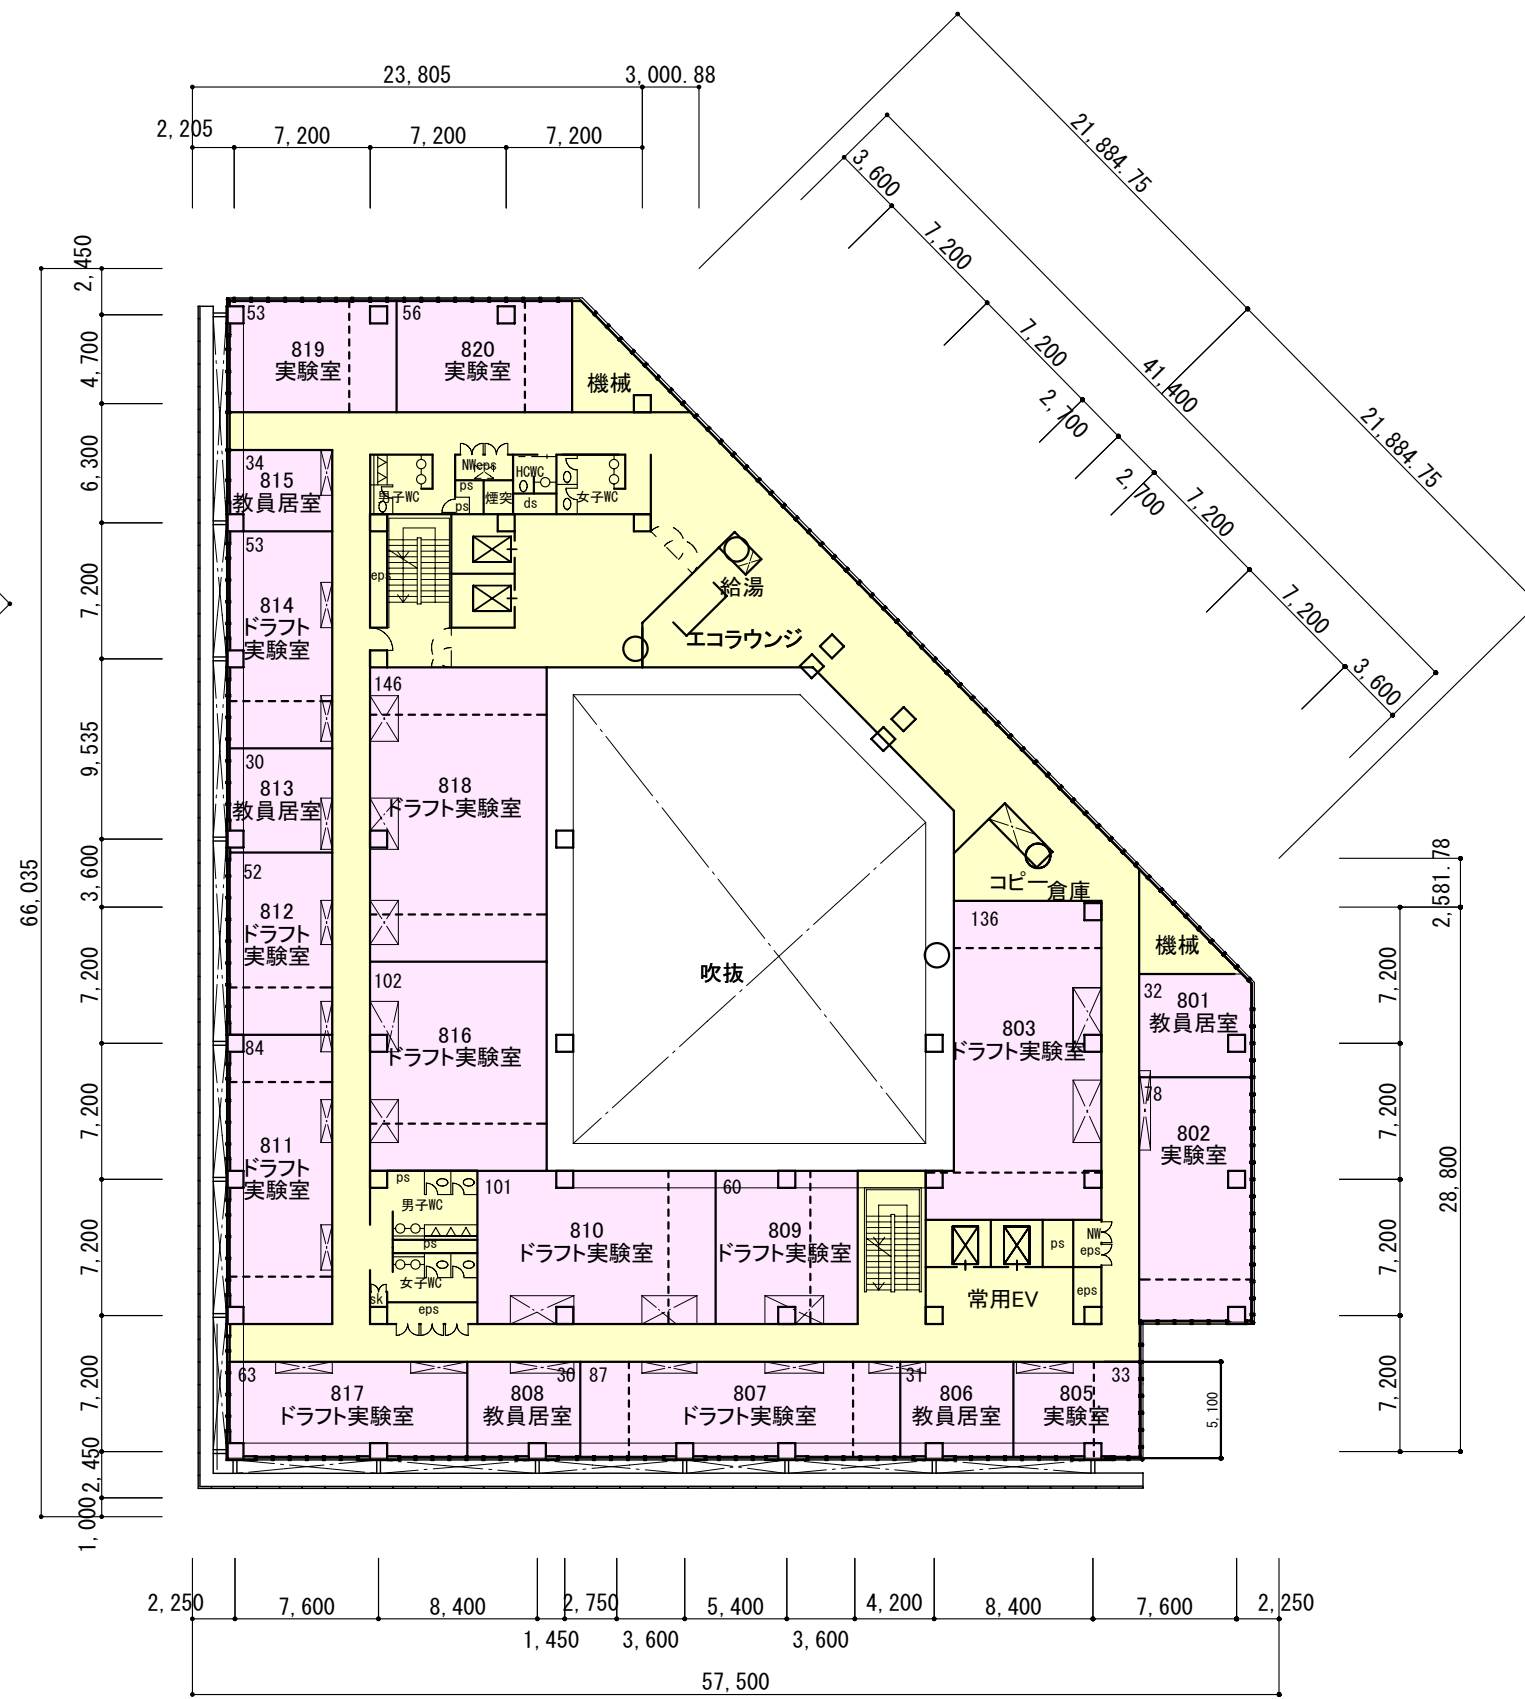 23,805
3,000.88
2,205
7,200
7,200
7,200
21,884.75
3,600
7,200
7,200
41,400
2,700
2,700
21,884.75
7,200
7,200
3,600
2,450
4,700
6,300
7,200
9,535
3,600
7,200
7,200
7,200
7,200
2,450
1,000
66,035
53
819
実験室
56
820
実験室
機械
34
815
教員居室
男子WC
NW
eps
ps
ps
煙突
HCWC
ds
女子WC
53
814
ドラフト
実験室
eps
給湯
エコラウンジ
146
818
ドラフト実験室
30
813
教員居室
52
812
ドラフト
実験室
コピー
倉庫
136
803
ドラフト実験室
機械
吹抜
32
801
教員居室
102
816
ドラフト実験室
84
811
ドラフト
実験室
78
802
実験室
ps
男子WC
ps
女子WC
sk
eps
101
810
ドラフト実験室
60
809
ドラフト実験室
ps
NW
eps
常用EV
eps
63
817
ドラフト実験室
30
808
教員居室
87
807
ドラフト実験室
31
806
教員居室
33
805
実験室
5,100
2,581.78
7,200
7,200
7,200
7,200
28,800
2,250
7,600
8,400
2,750
5,400
4,200
8,400
7,600
2,250
1,450
3,600
3,600
57,500